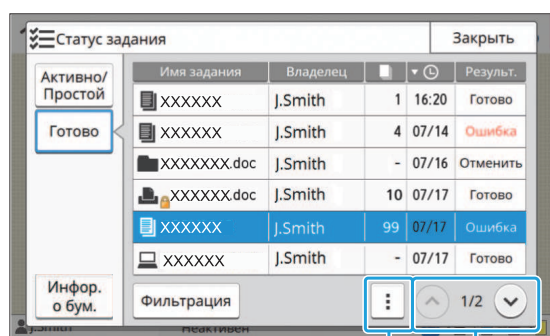 Статус задания Закрыть
Активно/
Простой
Готово
Инфор.
о бум.
Имя задания Владелец Результ.
XXXXXX J.Smith 1 16:20 Готово
XXXXXX J.Smith 4 07/14 Ошибка
XXXXXXX.doc J.Smith - 07/16 Отменить
XXXXXXX.doc J.Smith 10 07/17 Готово
XXXXXX J.Smith 99 07/17 Ошибка
XXXXXX J.Smith - 07/17 Готово
Фильтрация 1/2
J.Smith Неактивен